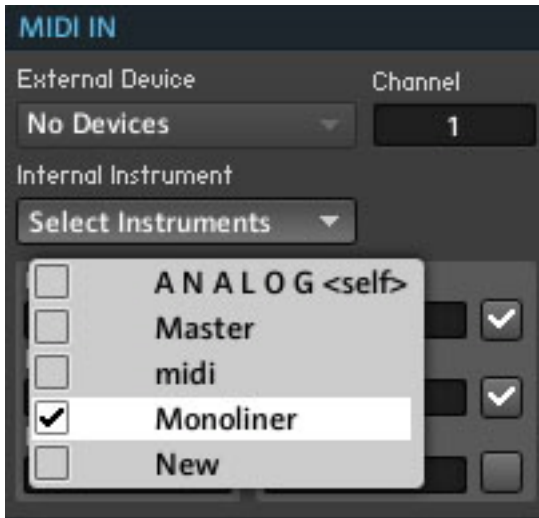 MIDI IN
External Device Channel
No Devices 1
Internal Instrument
Select Instruments
A N A L O G <self>
Master
midi
Monoliner
New